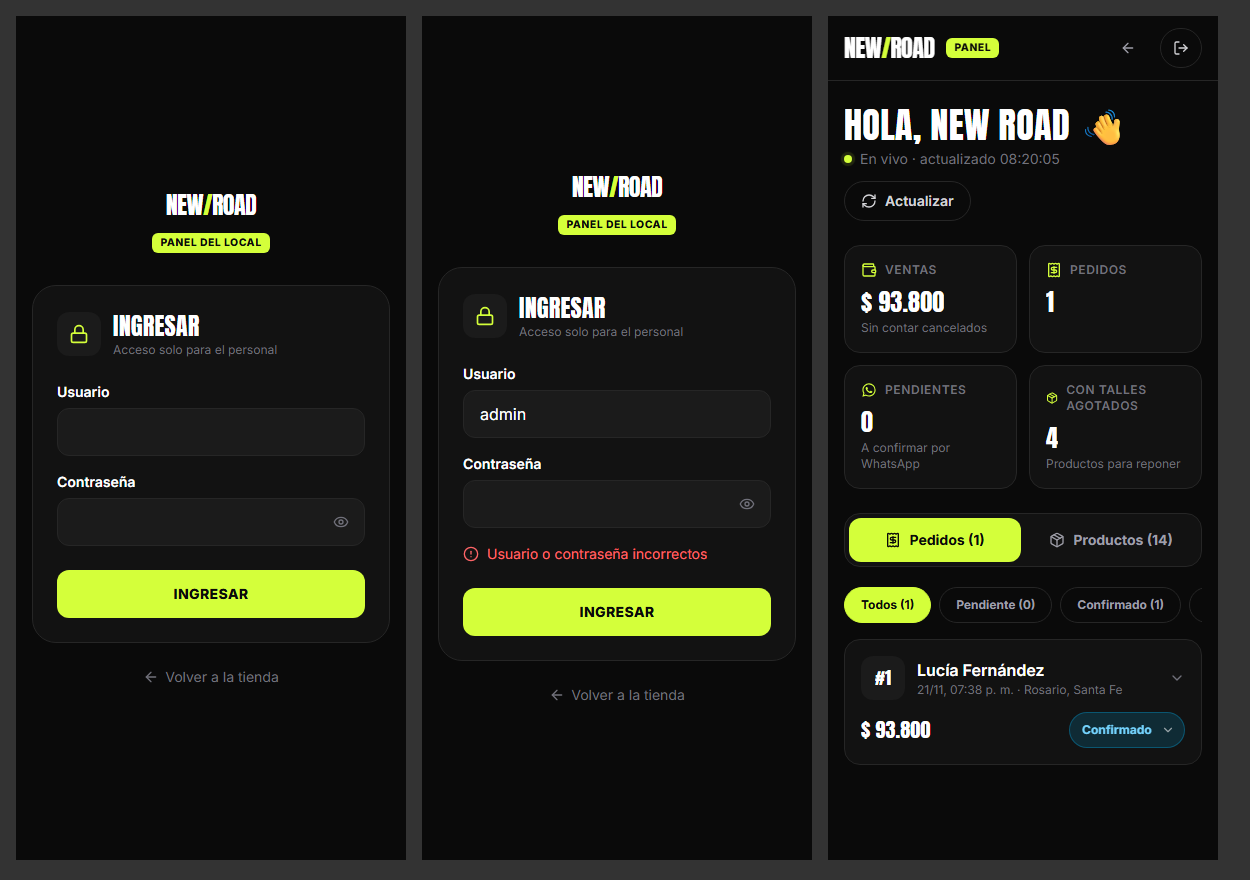 NEW/ROAD
PANEL DEL LOCAL
INGRESAR
Acceso solo para el personal
Usuario
Contraseña
INGRESAR
← Volver a la tienda
NEW/ROAD
PANEL DEL LOCAL
INGRESAR
Acceso solo para el personal
Usuario
admin
Contraseña
Usuario o contraseña incorrectos
INGRESAR
← Volver a la tienda
NEW/ROAD PANEL
HOLA, NEW ROAD 👋
En vivo · actualizado 08:20:05
Actualizar
VENTAS
$ 93.800
Sin contar cancelados
PEDIDOS
1
PENDIENTES
0
A confirmar por
WhatsApp
CON TALLES
AGOTADOS
4
Productos para reponer
Pedidos (1) Productos (14)
Todos (1) Pendiente (0) Confirmado (1)
#1 Lucía Fernández
21/11, 07:38 p. m. · Rosario, Santa Fe
$ 93.800 Confirmado